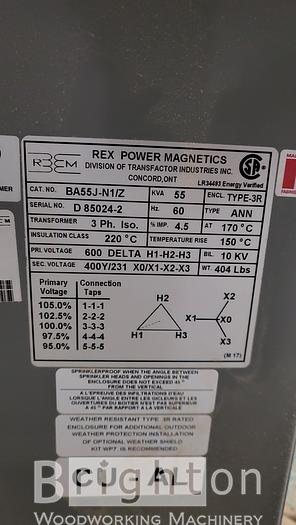 REX POWER MAGNETICS
DIVISION OF TRANSFACTOR INDUSTRIES INC.
CONCORD,ONT
LR34493 Energy Verified
CAT. NO. BA55J-N1/Z KVA 55 ENCL. TYPE-3R
SERIAL NO. D 85024-2 Hz. 60 TYPE ANN
TRANSFORMER 3 Ph. Iso. % IMP. 4.5 AT 170 °C
INSULATION CLASS 220 °C TEMPERATURE RISE 150 °C
PRI. VOLTAGE 600 DELTA H1-H2-H3 BIL 10 KV
SEC. VOLTAGE 400Y/231 X0/X1-X2-X3 WT. 404 Lbs
Primary Connection
Voltage Taps
105.0% 1-1-1
102.5% 2-2-2
100.0% 3-3-3
97.5% 4-4-4
95.0% 5-5-5
H2
H1 H3
X2
X1 X0
X3
(M 17)
SPRINKLERPROOF WHEN THE ANGLE BETWEEN
SPRINKLER HEADS AND OPENINGS IN THE
ENCLOSURE DOES NOT EXCEED 45°
FROM THE VERTICAL
A L'EPREUVE DES INFILTRATIONS D'EAU
LORSQUE L'ANGLE ENTRE LES GICLEURS ET LES
OUVERTURES DU BOITIER N'EST PAS SUPERIEUR
A 45° PAR RAPPORT A LA VERTICALE
WEATHER RESISTANT TYPE 3R RATED
ENCLOSURE FOR ADDITIONAL OUTDOOR
WEATHER PROTECTION INSTALLATION
OF OPTIONAL WEATHER SHIELD
KIT WP7 IS RECOMMENDED
CU - AL
Brighton
WOODWORKING MACHINERY